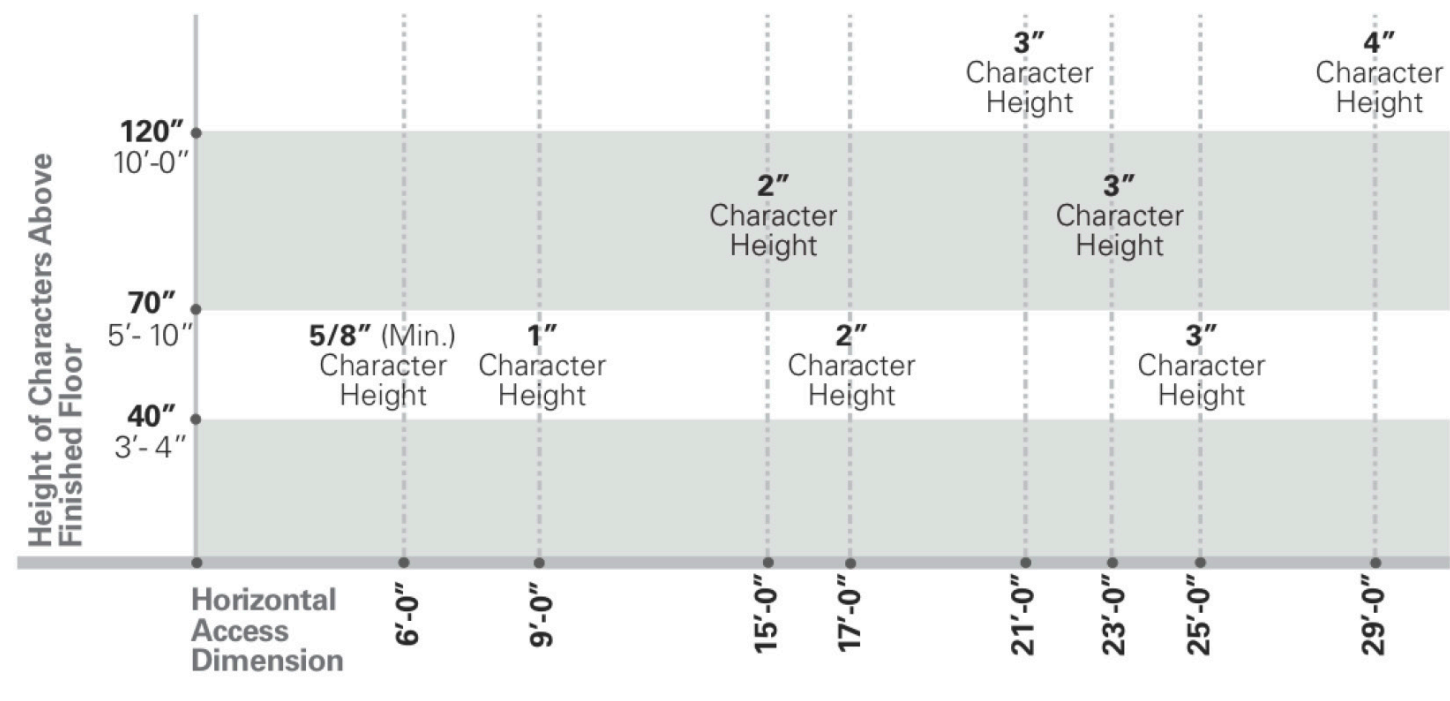 3″
Character
Height
4″
Character
Height
120″
10′-0″
2″
Character
Height
3″
Character
Height
70″
5′- 10″
5/8″ (Min.)
Character
Height
1″
Character
Height
2″
Character
Height
3″
Character
Height
40″
3′- 4″
Height of Characters Above
Finished Floor
Horizontal
Access
Dimension
6′-0″
9′-0″
15′-0″
17′-0″
21′-0″
23′-0″
25′-0″
29′-0″